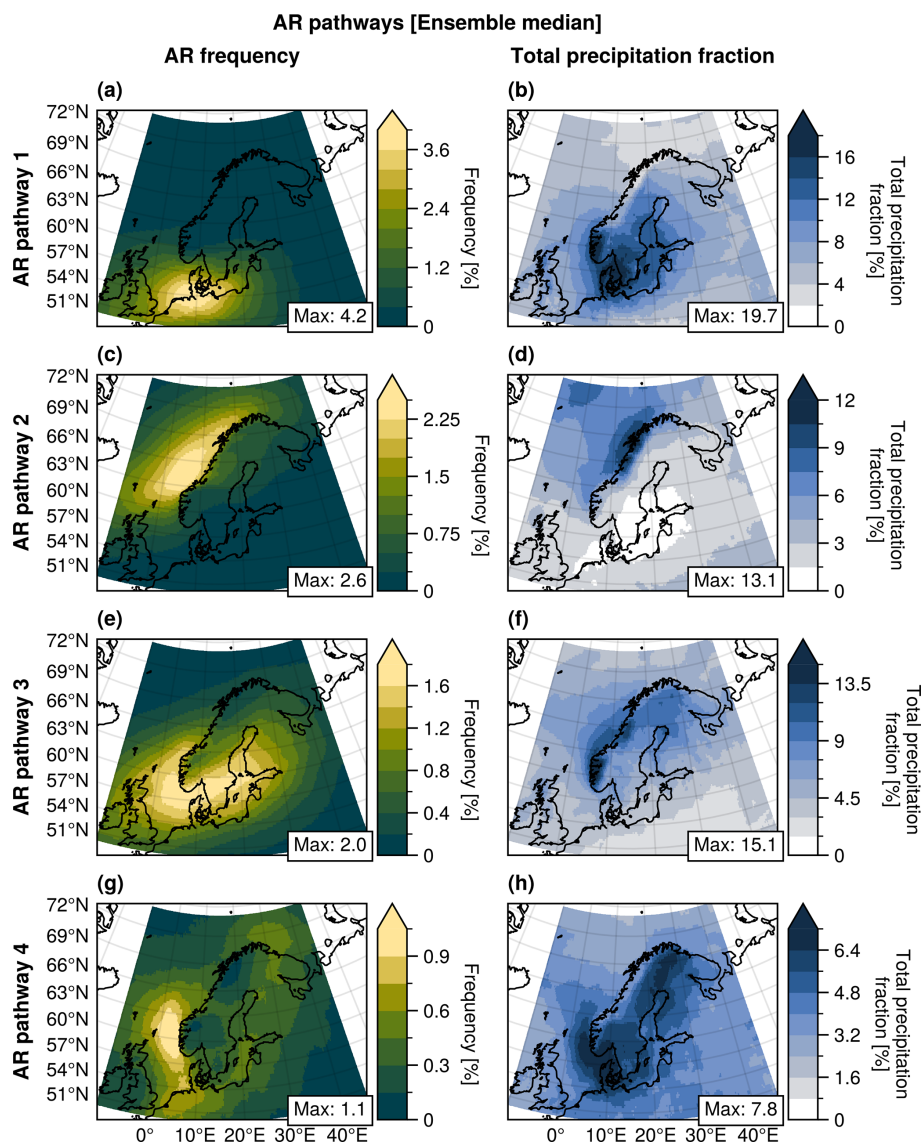 AR pathways [Ensemble median]
AR frequency
Total precipitation fraction
(a)
(b)
AR pathway 1
72°N
69°N
66°N
63°N
60°N
57°N
54°N
51°N
Max: 4.2
3.6
2.4
1.2
0
Frequency [%]
Max: 19.7
16
12
8
4
0
Total precipitation
fraction [%]
(c)
(d)
AR pathway 2
72°N
69°N
66°N
63°N
60°N
57°N
54°N
51°N
Max: 2.6
2.25
1.5
0.75
0
Frequency [%]
Max: 13.1
12
9
6
3
0
Total precipitation
fraction [%]
(e)
(f)
AR pathway 3
72°N
69°N
66°N
63°N
60°N
57°N
54°N
51°N
Max: 2.0
1.6
1.2
0.8
0.4
0
Frequency [%]
Max: 15.1
13.5
9
4.5
0
Total precipitation
fraction [%]
(g)
(h)
AR pathway 4
72°N
69°N
66°N
63°N
60°N
57°N
54°N
51°N
Max: 1.1
0.9
0.6
0.3
0
Frequency [%]
Max: 7.8
6.4
4.8
3.2
1.6
0
Total precipitation
fraction [%]
0° 10°E 20°E 30°E 40°E
0° 10°E 20°E 30°E 40°E